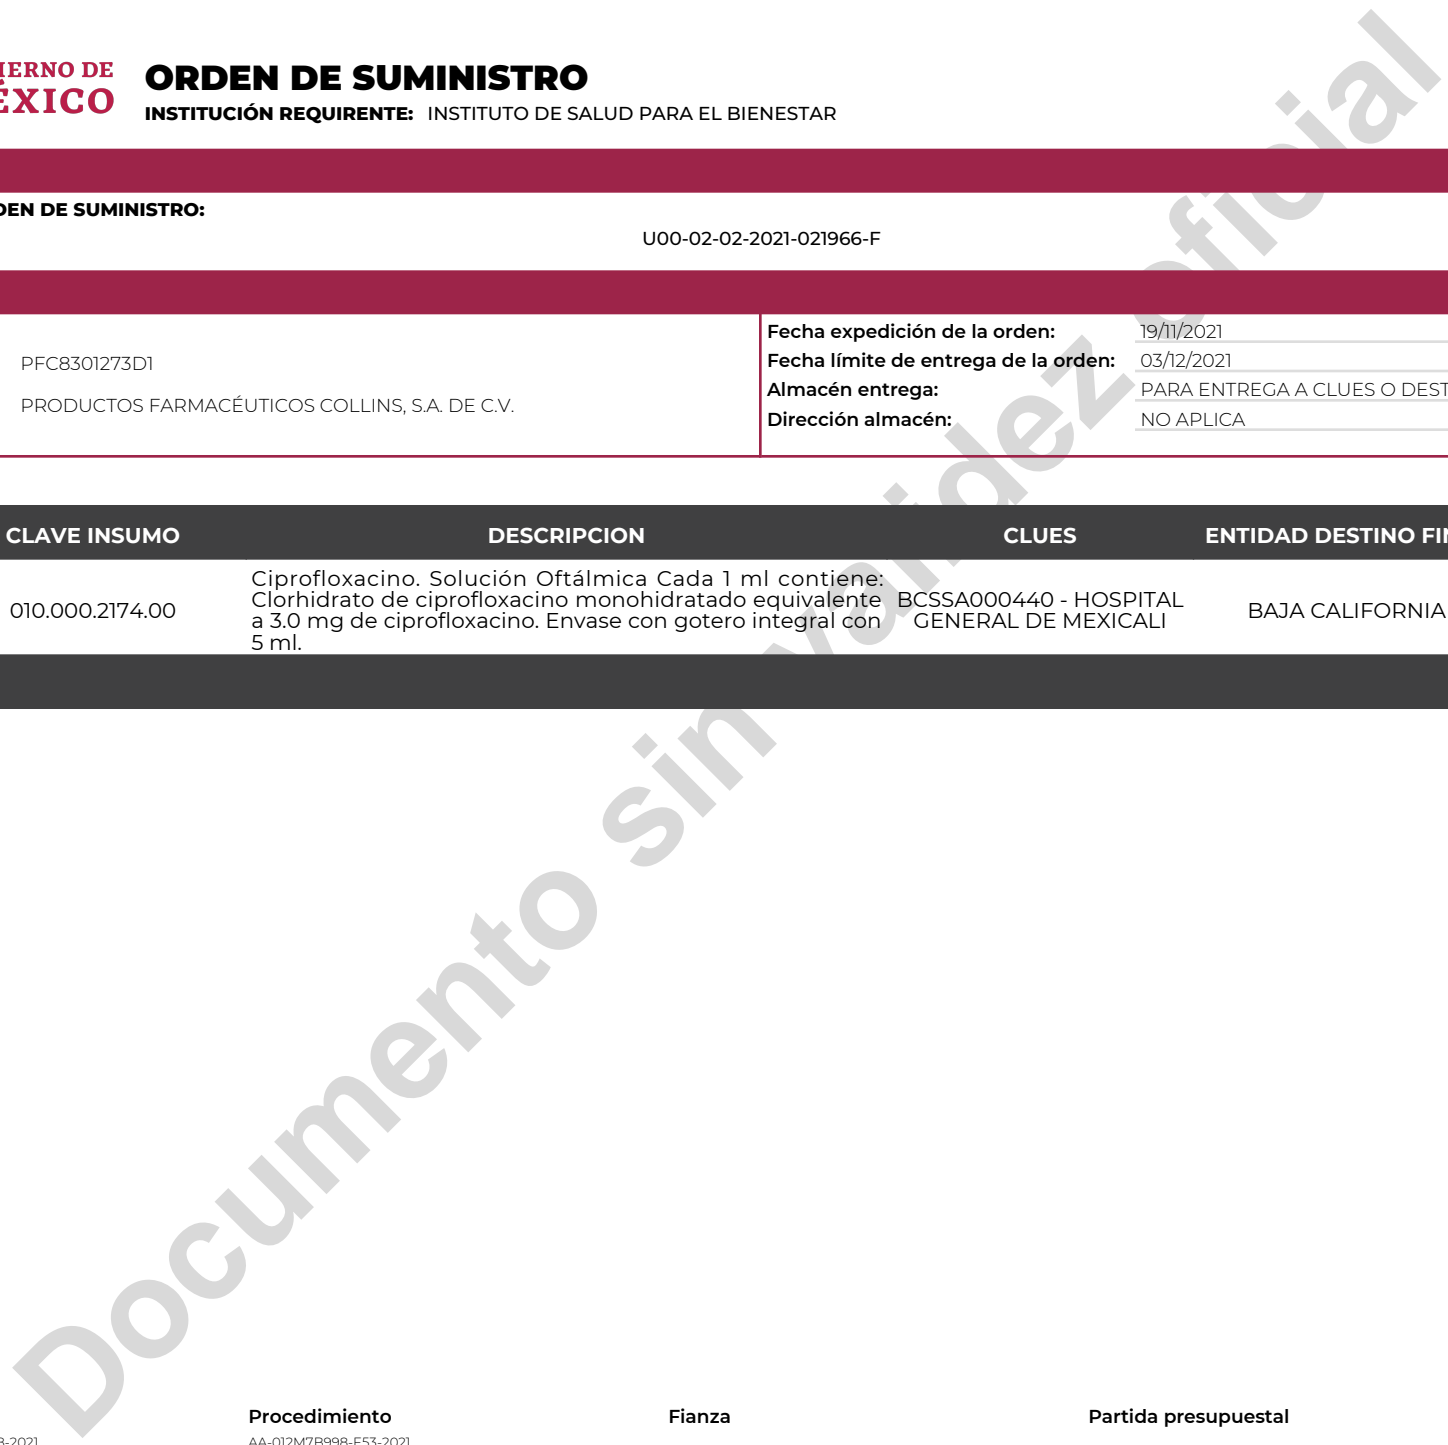 ORDEN DE SUMINISTRO
INSTITUCIÓN REQUIRENTE: INSTITUTO DE SALUD PARA EL BIENESTAR
DE SUMINISTRO:
U00-02-02-2021-021966-F
PFC8301273D1
PRODUCTOS FARMACÉUTICOS COLLINS, S.A. DE C.V.
Fecha expedición de la orden: 19/11/2021
Fecha límite de entrega de la orden: 03/12/2021
Almacén entrega: PARA ENTREGA A CLUES O DEST
Dirección almacén: NO APLICA
CLAVE INSUMO DESCRIPCION CLUES ENTIDAD DESTINO FIN
010.000.2174.00
Ciprofloxacino. Solución Oftálmica Cada 1 ml contiene:
Clorhidrato de ciprofloxacino monohidratado equivalente
a 3.0 mg de ciprofloxacino. Envase con gotero integral con
5 ml.
BCSSA000440 - HOSPITAL
GENERAL DE MEXICALI
BAJA CALIFORNIA
Documento sin validez oficial
Procedimiento Fianza Partida presupuestal
AA-012M7B998-E53-2021